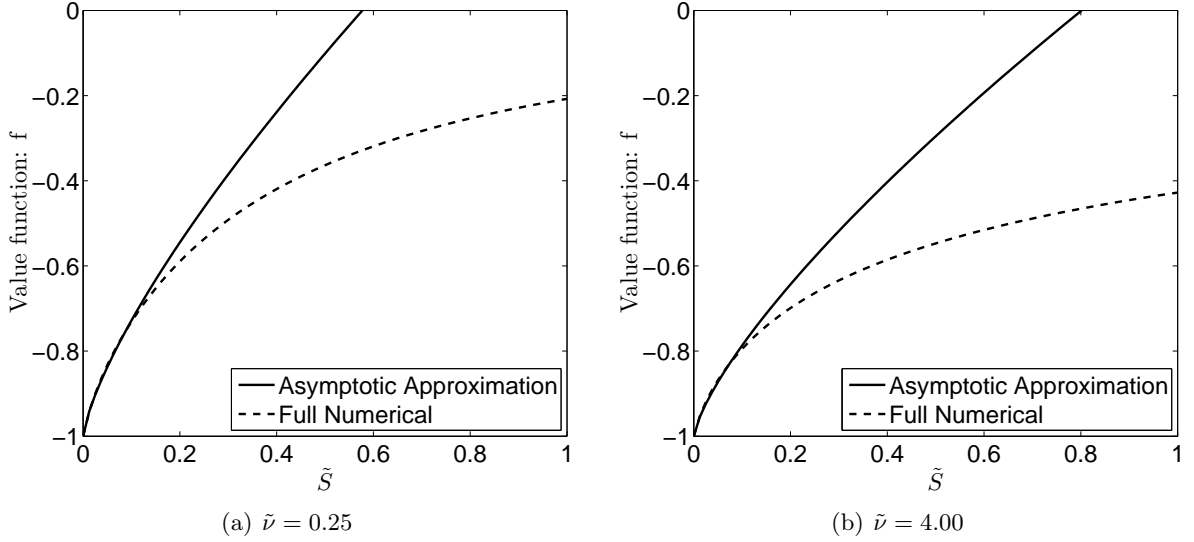 0
−0.2
−0.4
−0.6
−0.8
−1
Value function: f
0 0.2 0.4 0.6 0.8 1
S̃
Asymptotic Approximation
Full Numerical
(a) ν̃ = 0.25
0
−0.2
−0.4
−0.6
−0.8
−1
Value function: f
0 0.2 0.4 0.6 0.8 1
S̃
Asymptotic Approximation
Full Numerical
(b) ν̃ = 4.00